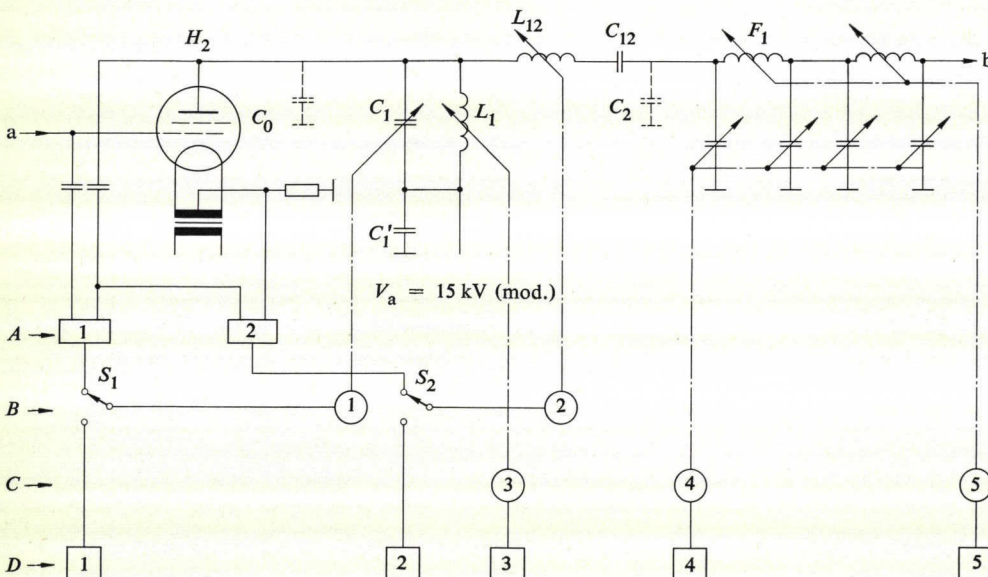 L12
H2 C12 F1
b
C0 C1 L1 C2
a
C1'
Va = 15 kV (mod.)
A 1 2
S1 S2
B 1 2
C 3 4 5
D 1 2 3 4 5